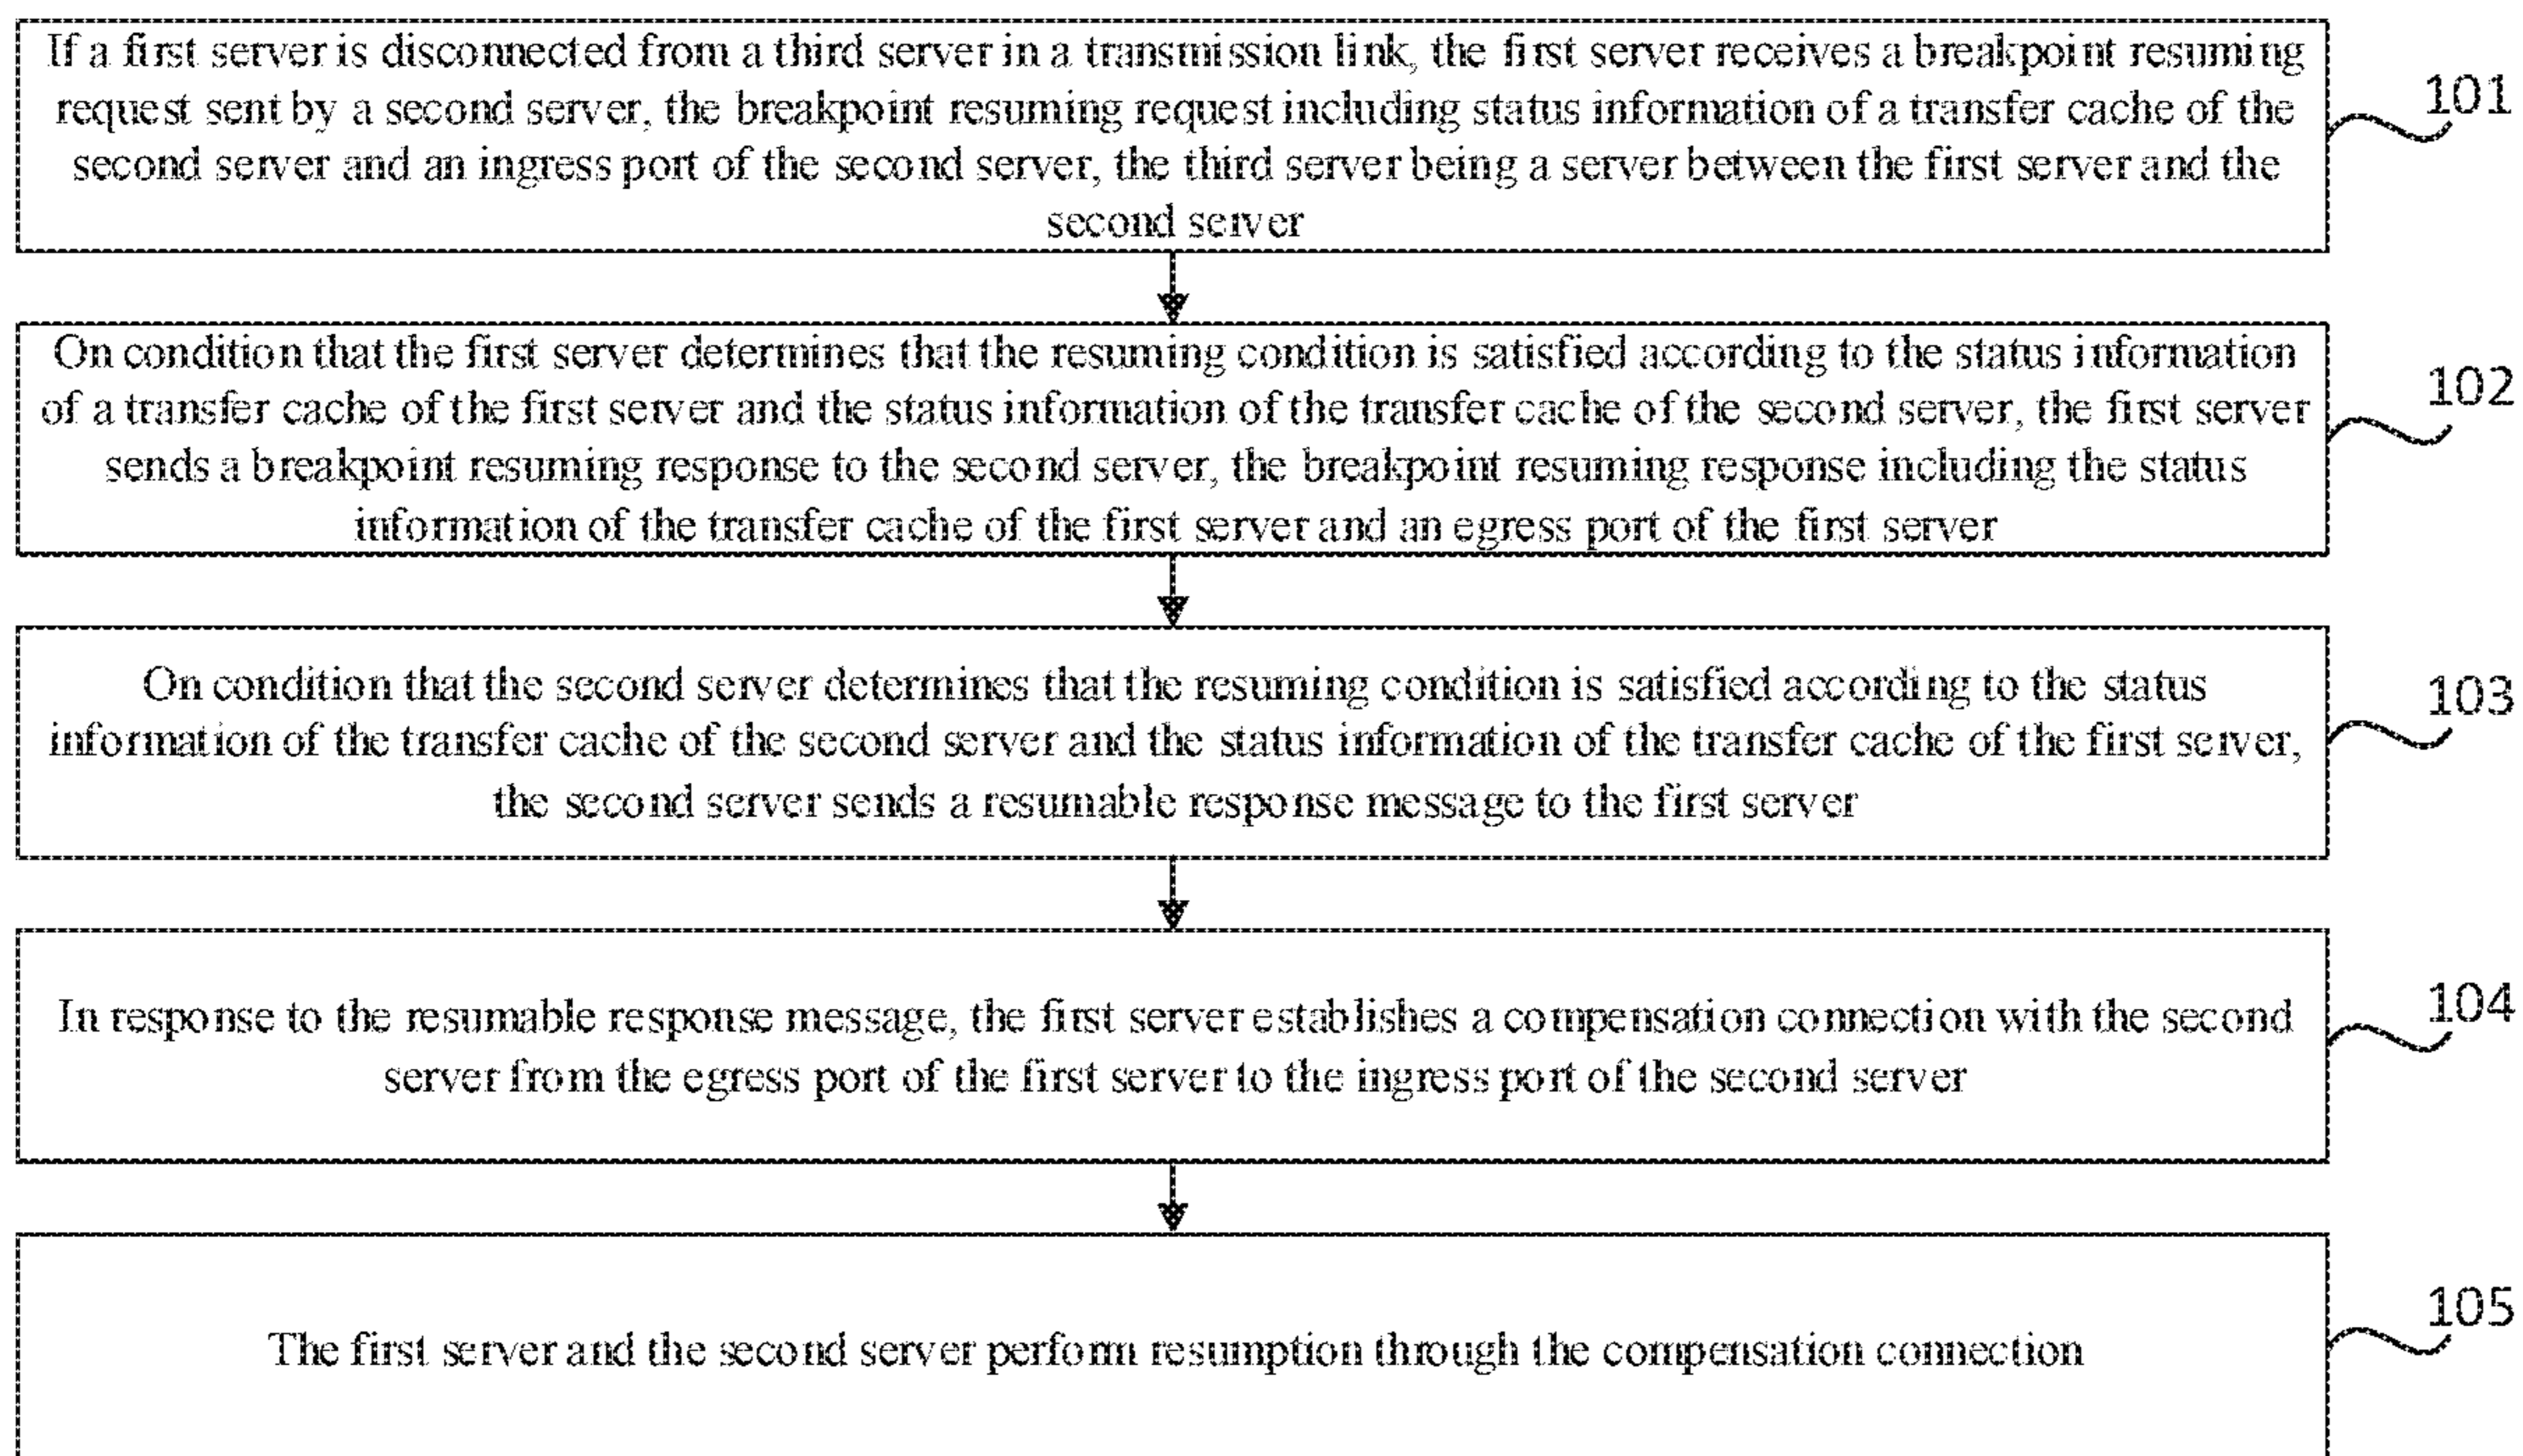 If a first server is disconnected from a third server in a transmission link, the first server receives a breakpoint resuming
request sent by a second server, the breakpoint resuming request including status information of a transfer cache of the
second server and an ingress port of the second server, the third server being a server between the first server and the
second server
101
On condition that the first server determines that the resuming condition is satisfied according to the status information
of a transfer cache of the first server and the status information of the transfer cache of the second server, the first server
sends a breakpoint resuming response to the second server, the breakpoint resuming response including the status
information of the transfer cache of the first server and an egress port of the first server
102
On condition that the second server determines that the resuming condition is satisfied according to the status
information of the transfer cache of the second server and the status information of the transfer cache of the first server,
the second server sends a resumable response message to the first server
103
In response to the resumable response message, the first server establishes a compensation connection with the second
server from the egress port of the first server to the ingress port of the second server
104
The first server and the second server perform resumption through the compensation connection
105